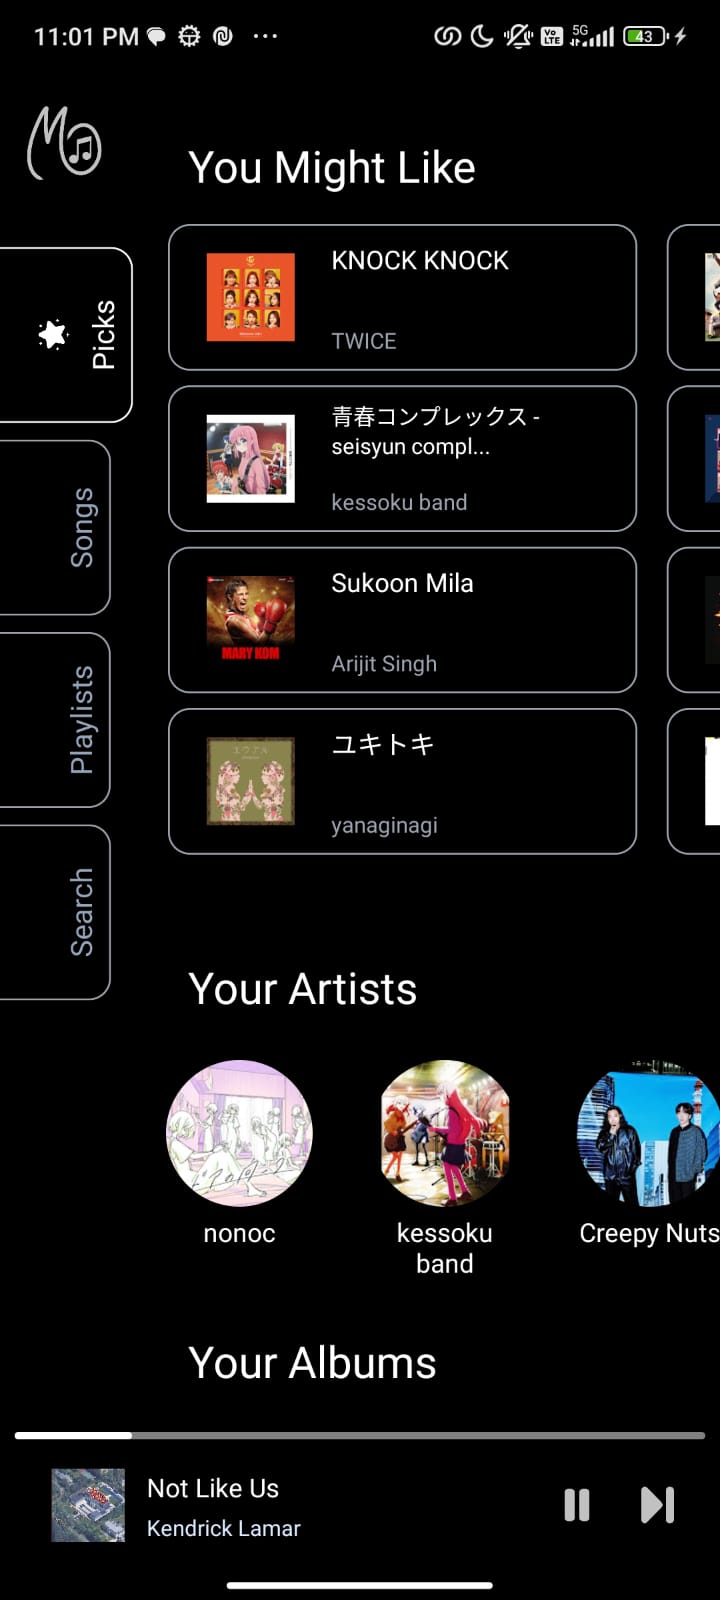 11:01 PM
Vo LTE 5G 43
You Might Like
Picks
Songs
Playlists
Search
KNOCK KNOCK
TWICE
青春コンプレックス -
seisyun compl...
kessoku band
MARY KOM
Sukoon Mila
Arijit Singh
ユキトキ
yanaginagi
Your Artists
nonoc
kessoku
band
Creepy Nuts
Your Albums
Not Like Us
Kendrick Lamar